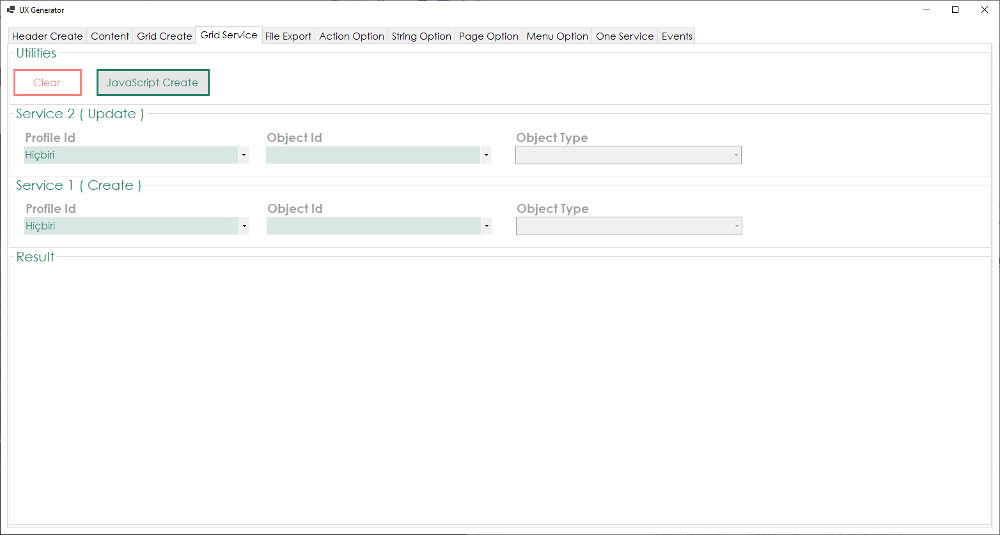 UX Generator
Header Create Content Grid Create Grid Service File Export Action Option String Option Page Option Menu Option One Service Events
Utilities
Clear JavaScript Create
Service 2 ( Update )
Profile Id Object Id Object Type
Hiçbiri
Service 1 ( Create )
Profile Id Object Id Object Type
Hiçbiri
Result